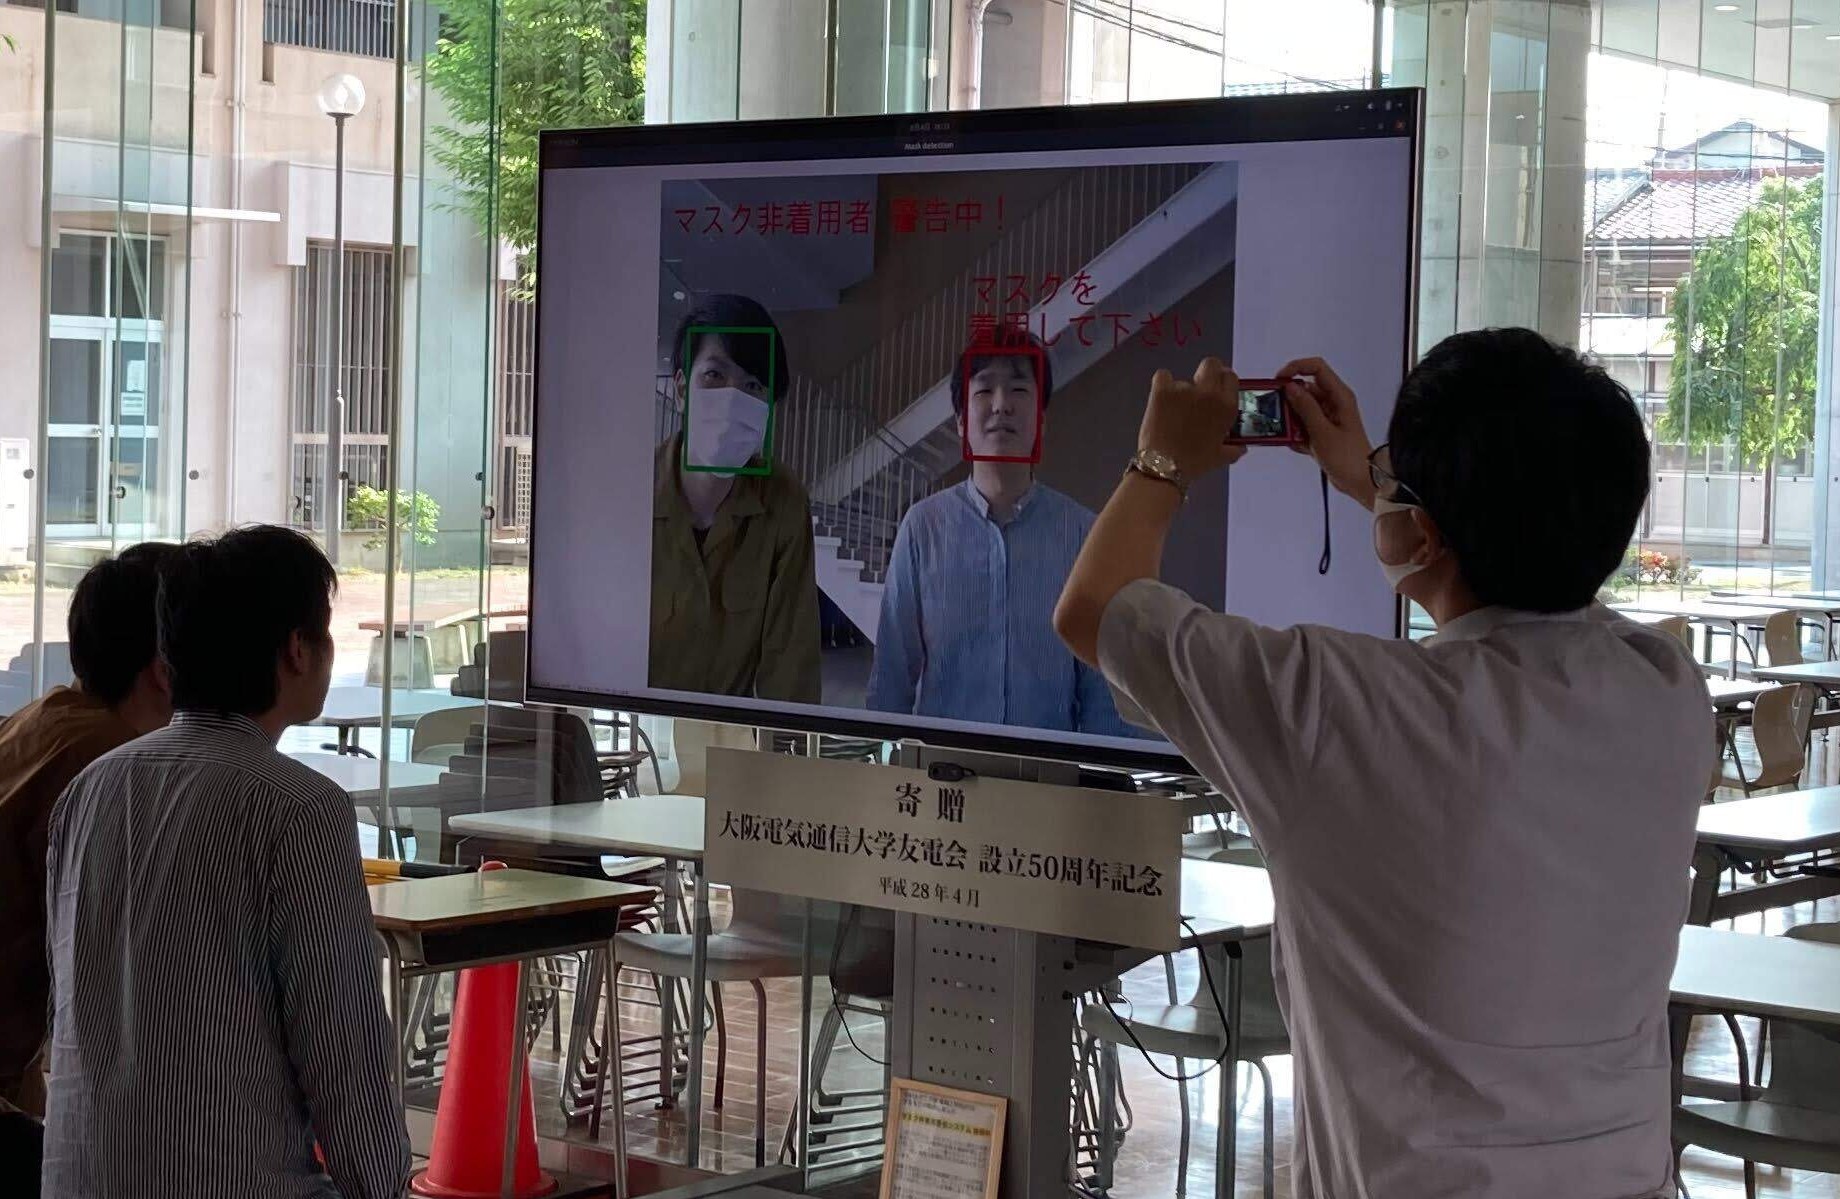 Mask detection
マスク非着用者 警告中！
マスクを
着用して下さい
寄 贈
大阪電気通信大学友電会 設立50周年記念
平成 28 年 4 月